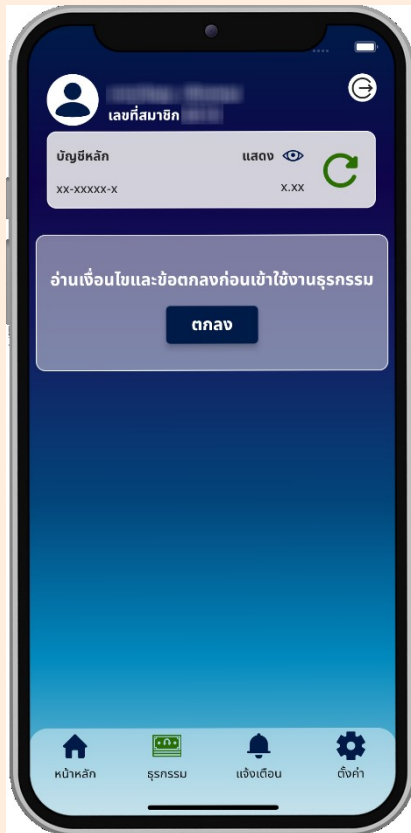 เลขที่สมาชิก
บัญชีหลัก แสดง
xx-xxxxx-x x.xx
อ่านเงื่อนไขและข้อตกลงก่อนเข้าใช้งานธุรกรรม
ตกลง
หน้าหลัก ธุรกรรม แจ้งเตือน ตั้งค่า